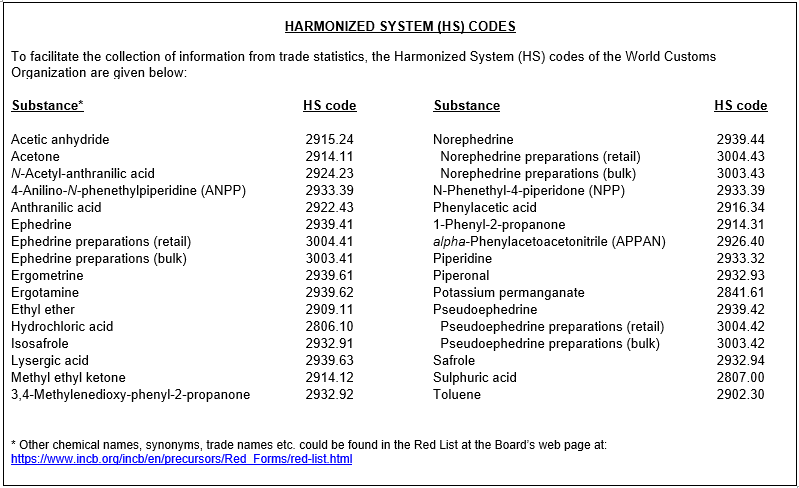 HARMONIZED SYSTEM (HS) CODES
To facilitate the collection of information from trade statistics, the Harmonized System (HS) codes of the World Customs
Organization are given below:
Substance* HS code Substance HS code
Acetic anhydride 2915.24 Norephedrine 2939.44
Acetone 2914.11 Norephedrine preparations (retail) 3004.43
N-Acetyl-anthranilic acid 2924.23 Norephedrine preparations (bulk) 3003.43
4-Anilino-N-phenethylpiperidine (ANPP) 2933.39 N-Phenethyl-4-piperidone (NPP) 2933.39
Anthranilic acid 2922.43 Phenylacetic acid 2916.34
Ephedrine 2939.41 1-Phenyl-2-propanone 2914.31
Ephedrine preparations (retail) 3004.41 alpha-Phenylacetoacetonitrile (APPAN) 2926.40
Ephedrine preparations (bulk) 3003.41 Piperidine 2933.32
Ergometrine 2939.61 Piperonal 2932.93
Ergotamine 2939.62 Potassium permanganate 2841.61
Ethyl ether 2909.11 Pseudoephedrine 2939.42
Hydrochloric acid 2806.10 Pseudoephedrine preparations (retail) 3004.42
Isosafrole 2932.91 Pseudoephedrine preparations (bulk) 3003.42
Lysergic acid 2939.63 Safrole 2932.94
Methyl ethyl ketone 2914.12 Sulphuric acid 2807.00
3,4-Methylenedioxy-phenyl-2-propanone 2932.92 Toluene 2902.30
* Other chemical names, synonyms, trade names etc. could be found in the Red List at the Board's web page at:
https://www.incb.org/incb/en/precursors/Red_Forms/red-list.html